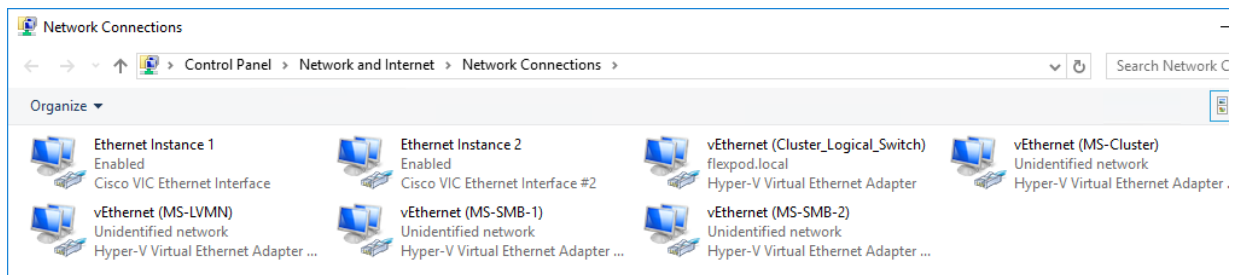 Network Connections
Control Panel > Network and Internet > Network Connections >
Search Network C
Organize
Ethernet Instance 1
Enabled
Cisco VIC Ethernet Interface
Ethernet Instance 2
Enabled
Cisco VIC Ethernet Interface #2
vEthernet (Cluster_Logical_Switch)
flexpod.local
Hyper-V Virtual Ethernet Adapter
vEthernet (MS-Cluster)
Unidentified network
Hyper-V Virtual Ethernet Adapter ...
vEthernet (MS-LVMN)
Unidentified network
Hyper-V Virtual Ethernet Adapter ...
vEthernet (MS-SMB-1)
Unidentified network
Hyper-V Virtual Ethernet Adapter ...
vEthernet (MS-SMB-2)
Unidentified network
Hyper-V Virtual Ethernet Adapter ...